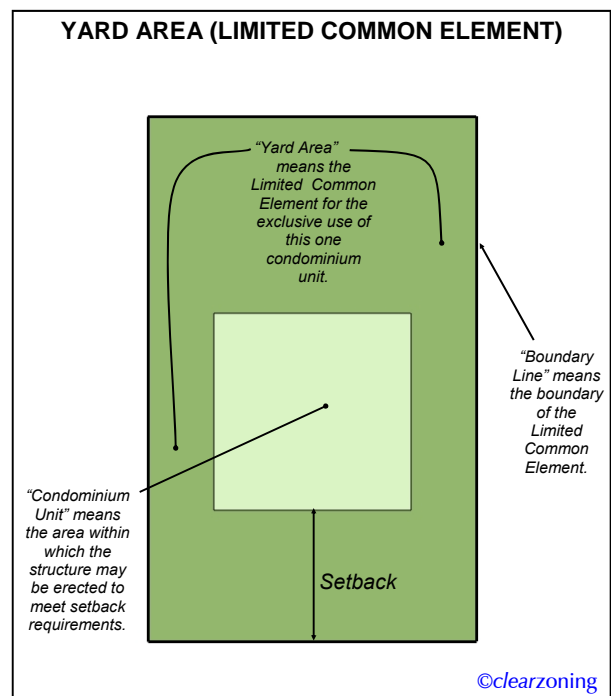 YARD AREA (LIMITED COMMON ELEMENT)
“Yard Area”
means the
Limited Common
Element for the
exclusive use of
this one
condominium
unit.
“Boundary
Line” means
the boundary
of the
Limited
Common
Element.
“Condominium
Unit” means
the area within
which the
structure may
be erected to
meet setback
requirements.
Setback
©clearzoning